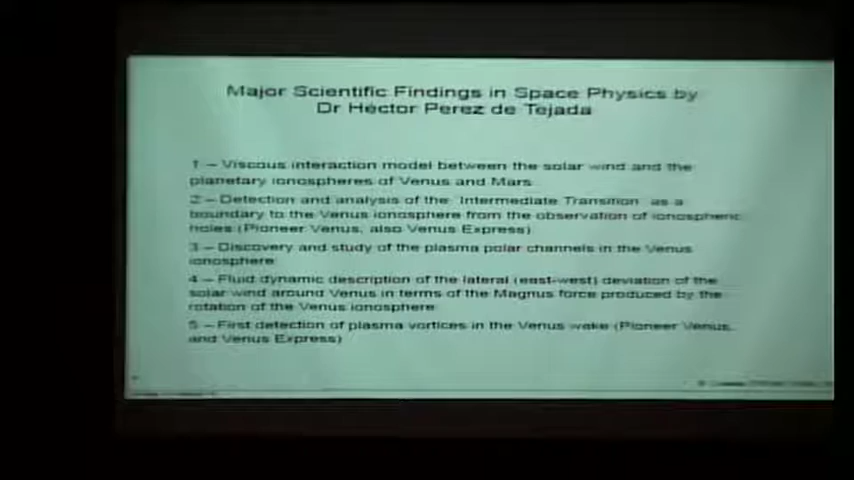 Major Scientific Findings in Space Physics by
Dr Héctor Perez de Tejada
1 – Viscous interaction model between the solar wind and the
planetary ionospheres of Venus and Mars
2 – Detection and analysis of the Intermediate Transition as a
boundary to the Venus ionosphere from the observation of ionospheric
holes (Pioneer Venus, also Venus Express)
3 – Discovery and study of the plasma polar channels in the Venus
ionosphere
4 – Fluid dynamic description of the lateral (east-west) deviation of the
solar wind around Venus in terms of the Magnus force produced by the
rotation of the Venus ionosphere
5 – First detection of plasma vortices in the Venus wake (Pioneer Venus,
and Venus Express)